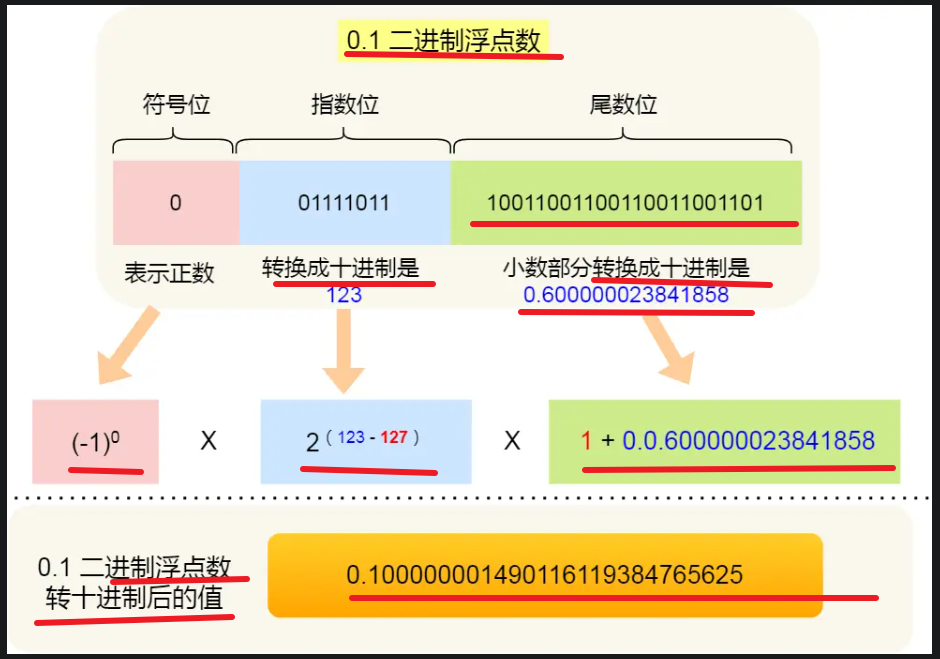 0.1 二进制浮点数
符号位 指数位 尾数位
0 01111011 10011001100110011001101
表示正数 转换成十进制是 小数部分转换成十进制是
123 0.600000023841858
(-1)⁰ X 2（123 - 127） X 1 + 0.0.600000023841858
0.1 二进制浮点数
转十进制后的值
0.100000001490116119384765625